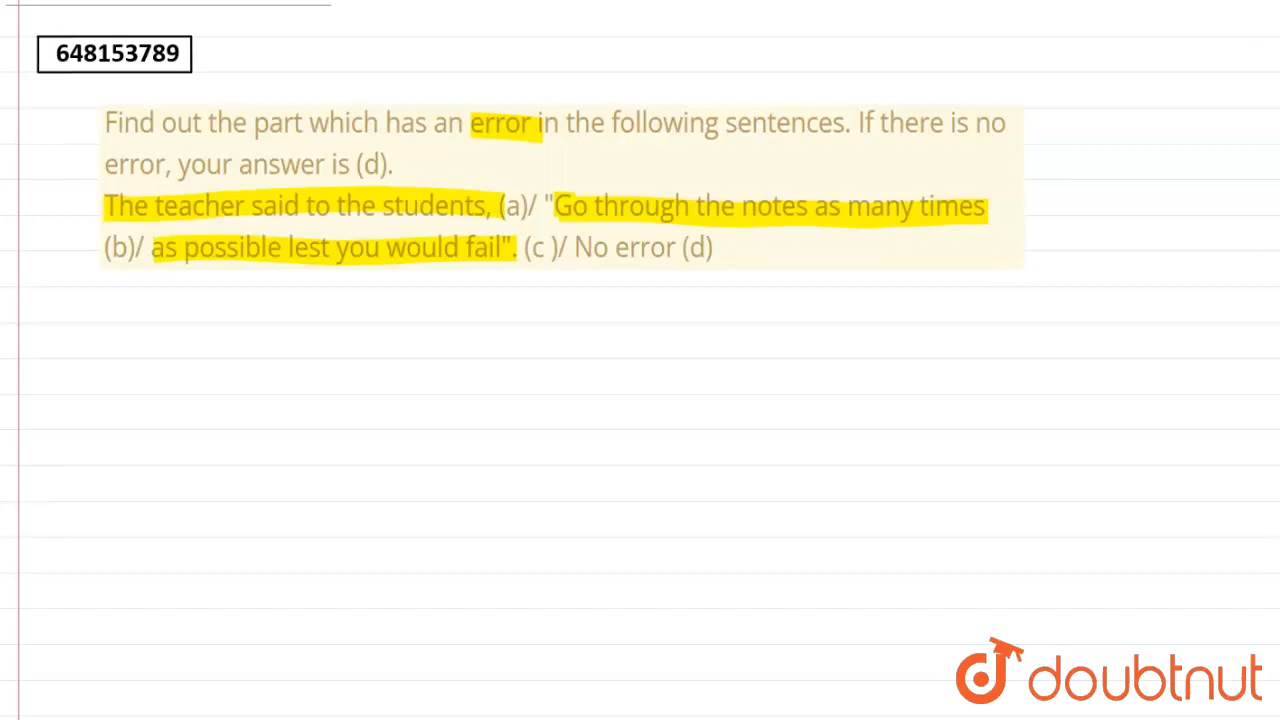 648153789
Find out the part which has an error in the following sentences. If there is no
error, your answer is (d).
The teacher said to the students, (a)/ "Go through the notes as many times
(b)/ as possible lest you would fail". (c )/ No error (d)
doubtnut